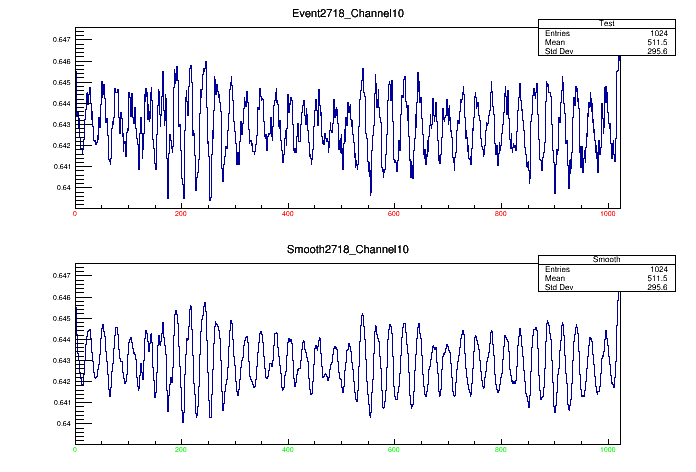 Event2718_Channel10
Test
Entries 1024
Mean 511.5
Std Dev 295.6
0.647
0.646
0.645
0.644
0.643
0.642
0.641
0.64
0 200 400 600 800 1000
Smooth2718_Channel10
Smooth
Entries 1024
Mean 511.5
Std Dev 295.6
0.647
0.646
0.645
0.644
0.643
0.642
0.641
0.64
0 200 400 600 800 1000